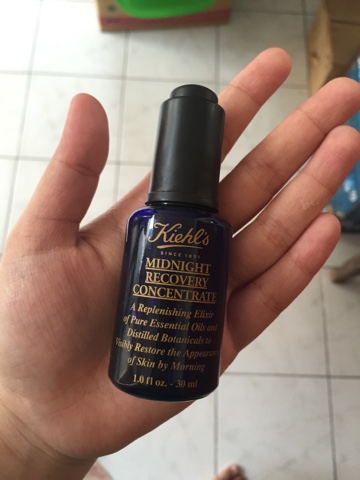 Kiehl's
SINCE 1851
MIDNIGHT
RECOVERY
CONCENTRATE
A Replenishing Elixir
of Pure Essential Oils and
Distilled Botanicals to
Visibly Restore the Appearance
of Skin by Morning
1.0 fl oz. - 30 ml